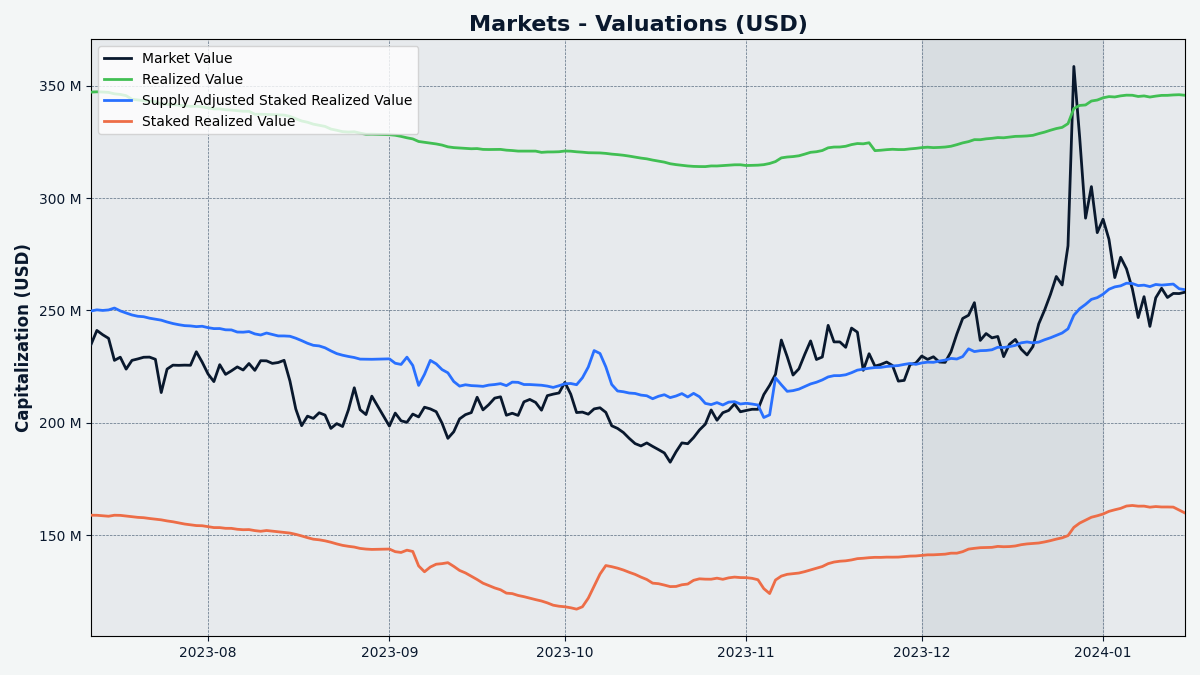 Markets - Valuations (USD)
Market Value
Realized Value
Supply Adjusted Staked Realized Value
Staked Realized Value
Capitalization (USD)
350 M
300 M
250 M
200 M
150 M
2023-08
2023-09
2023-10
2023-11
2023-12
2024-01